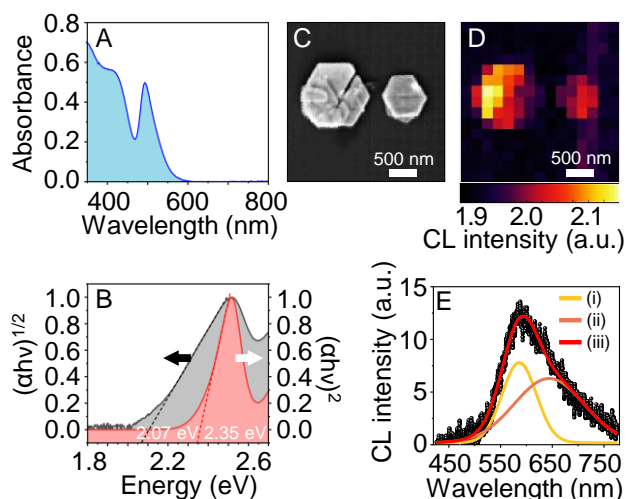 A
Absorbance
0.8
0.6
0.4
0.2
0.0
400
600
800
Wavelength (nm)
C
500 nm
D
500 nm
1.9
2.0
2.1
CL intensity (a.u.)
B
(αhν)1/2
1.0
0.8
0.6
0.4
0.2
0.0
1.0
0.8
0.6
0.4
0.2
0.0
(αhν)2
2.07 eV
2.35 eV
1.8
2.2
2.6
Energy (eV)
E
CL intensity (a.u.)
15
10
5
0
(i)
(ii)
(iii)
450
550
650
750
Wavelength (nm)